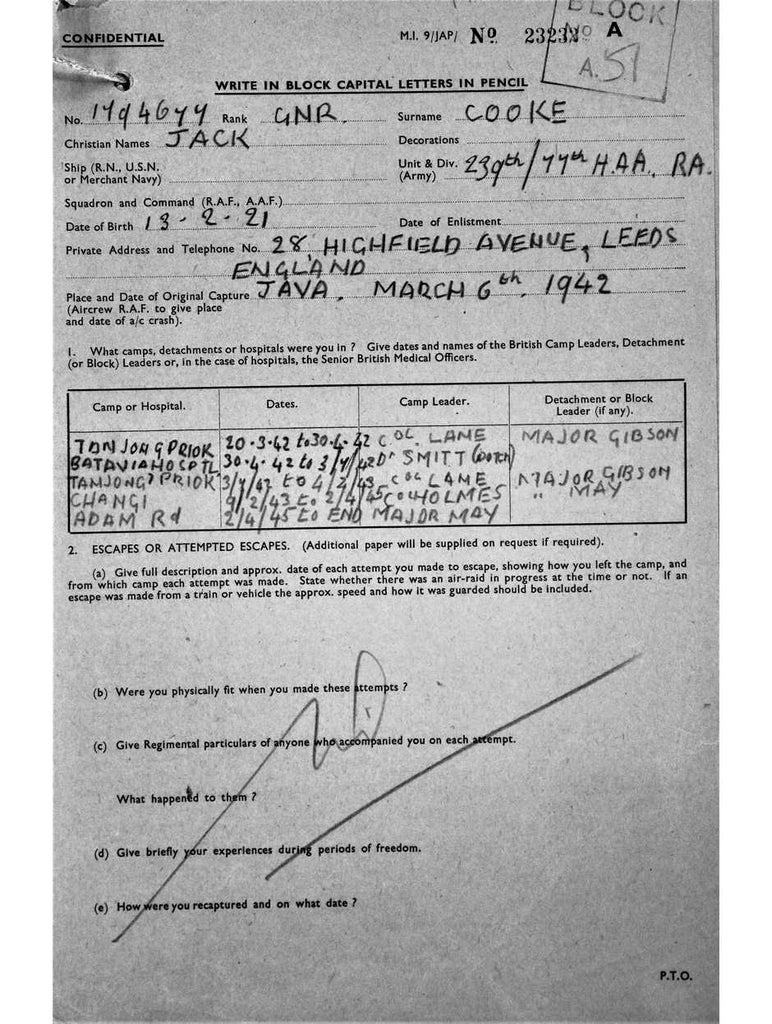 BLOCK
CONFIDENTIAL
M.I. 9/JAP/ No
No A
A.51
WRITE IN BLOCK CAPITAL LETTERS IN PENCIL
No. 1794677 Rank GNR. Surname COOKE
Christian Names JACK Decorations
Ship (R.N., U.S.N. or Merchant Navy) Unit & Div. (Army) 239th/77th H.AA, RA.
Squadron and Command (R.A.F., A.A.F.)
Date of Birth 13-2-21 Date of Enlistment
Private Address and Telephone No. 28 HIGHFIELD AVENUE, LEEDS
ENGLAND
Place and Date of Original Capture JAVA. MARCH 6th. 1942
(Aircrew R.A.F. to give place
and date of a/c crash).
1. What camps, detachments or hospitals were you in ? Give dates and names of the British Camp Leaders, Detachment
(or Block) Leaders or, in the case of hospitals, the Senior British Medical Officers.
Camp or Hospital. Dates. Camp Leader. Detachment or Block Leader (if any).
TANJONG PRIOK 20.3.42 to 30.4.42 COL. LANE MAJOR GIBSON
BATAVIA HOSPTL 30.4.42 to 3/7/42 Dr SMITT (DUTCH)
TAMJONG PRIOK 3/7/42 to 4/2/43 COL LANE MAJOR GIBSON
CHANGI 9/2/43 to 2/4/45 COL HOLMES " MAY
ADAM Rd 2/4/45 to END MAJOR MAY
2. ESCAPES OR ATTEMPTED ESCAPES. (Additional paper will be supplied on request if required).
(a) Give full description and approx. date of each attempt you made to escape, showing how you left the camp, and
from which camp each attempt was made. State whether there was an air-raid in progress at the time or not. If an
escape was made from a train or vehicle the approx. speed and how it was guarded should be included.
(b) Were you physically fit when you made these attempts ?
(c) Give Regimental particulars of anyone who accompanied you on each attempt.
What happened to them ?
(d) Give briefly your experiences during periods of freedom.
(e) How were you recaptured and on what date ?
P.T.O.